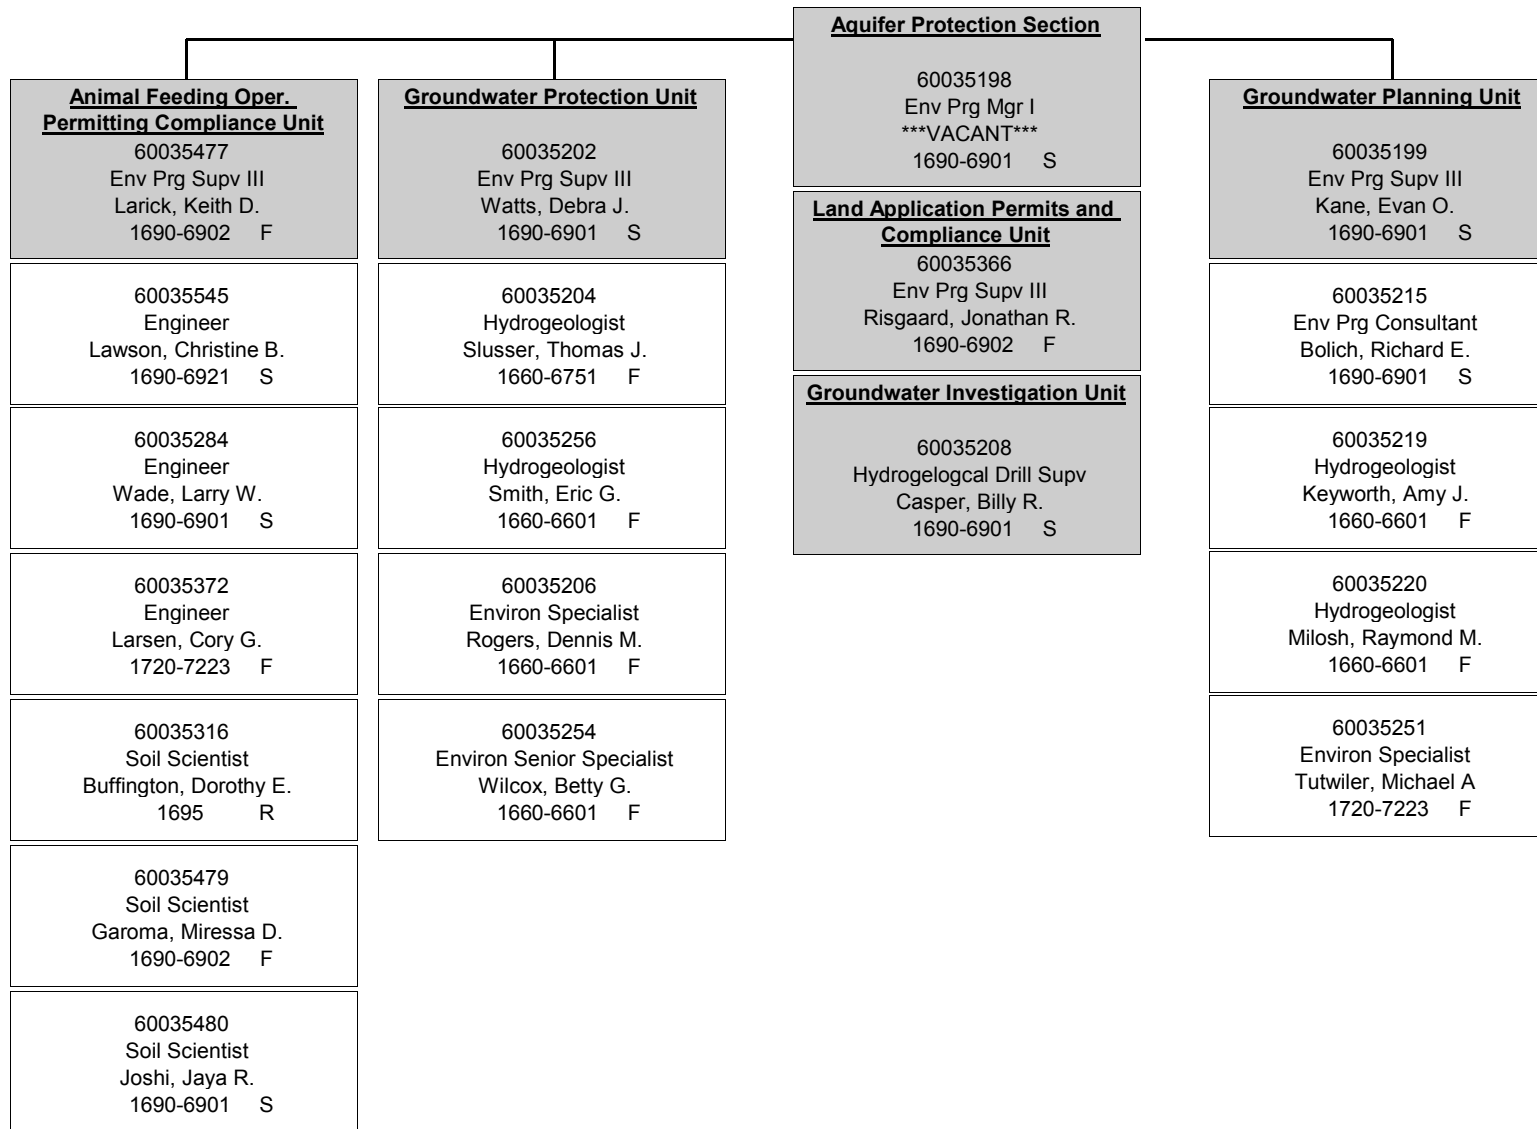 Aquifer Protection Section
60035198
Env Prg Mgr I
***VACANT***
1690-6901 S
Animal Feeding Oper.
Permitting Compliance Unit
60035477
Env Prg Supv III
Larick, Keith D.
1690-6902 F
60035545
Engineer
Lawson, Christine B.
1690-6921 S
60035284
Engineer
Wade, Larry W.
1690-6901 S
60035372
Engineer
Larsen, Cory G.
1720-7223 F
60035316
Soil Scientist
Buffington, Dorothy E.
1695 R
60035479
Soil Scientist
Garoma, Miressa D.
1690-6902 F
60035480
Soil Scientist
Joshi, Jaya R.
1690-6901 S
Groundwater Protection Unit
60035202
Env Prg Supv III
Watts, Debra J.
1690-6901 S
60035204
Hydrogeologist
Slusser, Thomas J.
1660-6751 F
60035256
Hydrogeologist
Smith, Eric G.
1660-6601 F
60035206
Environ Specialist
Rogers, Dennis M.
1660-6601 F
60035254
Environ Senior Specialist
Wilcox, Betty G.
1660-6601 F
Land Application Permits and
Compliance Unit
60035366
Env Prg Supv III
Risgaard, Jonathan R.
1690-6902 F
Groundwater Investigation Unit
60035208
Hydrogelogcal Drill Supv
Casper, Billy R.
1690-6901 S
Groundwater Planning Unit
60035199
Env Prg Supv III
Kane, Evan O.
1690-6901 S
60035215
Env Prg Consultant
Bolich, Richard E.
1690-6901 S
60035219
Hydrogeologist
Keyworth, Amy J.
1660-6601 F
60035220
Hydrogeologist
Milosh, Raymond M.
1660-6601 F
60035251
Environ Specialist
Tutwiler, Michael A
1720-7223 F